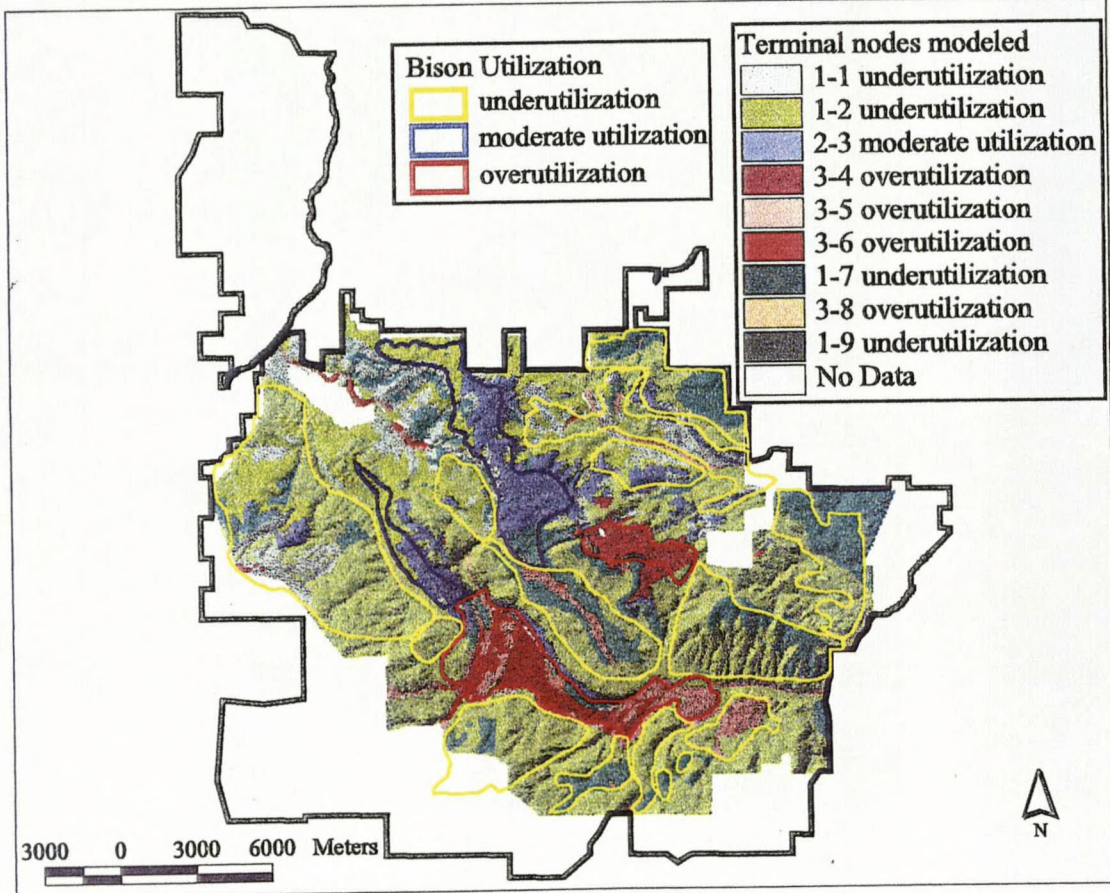 Bison Utilization
underutilization
moderate utilization
overutilization
Terminal nodes modeled
1-1 underutilization
1-2 underutilization
2-3 moderate utilization
3-4 overutilization
3-5 overutilization
3-6 overutilization
1-7 underutilization
3-8 overutilization
1-9 underutilization
No Data
3000 0 3000 6000 Meters
N